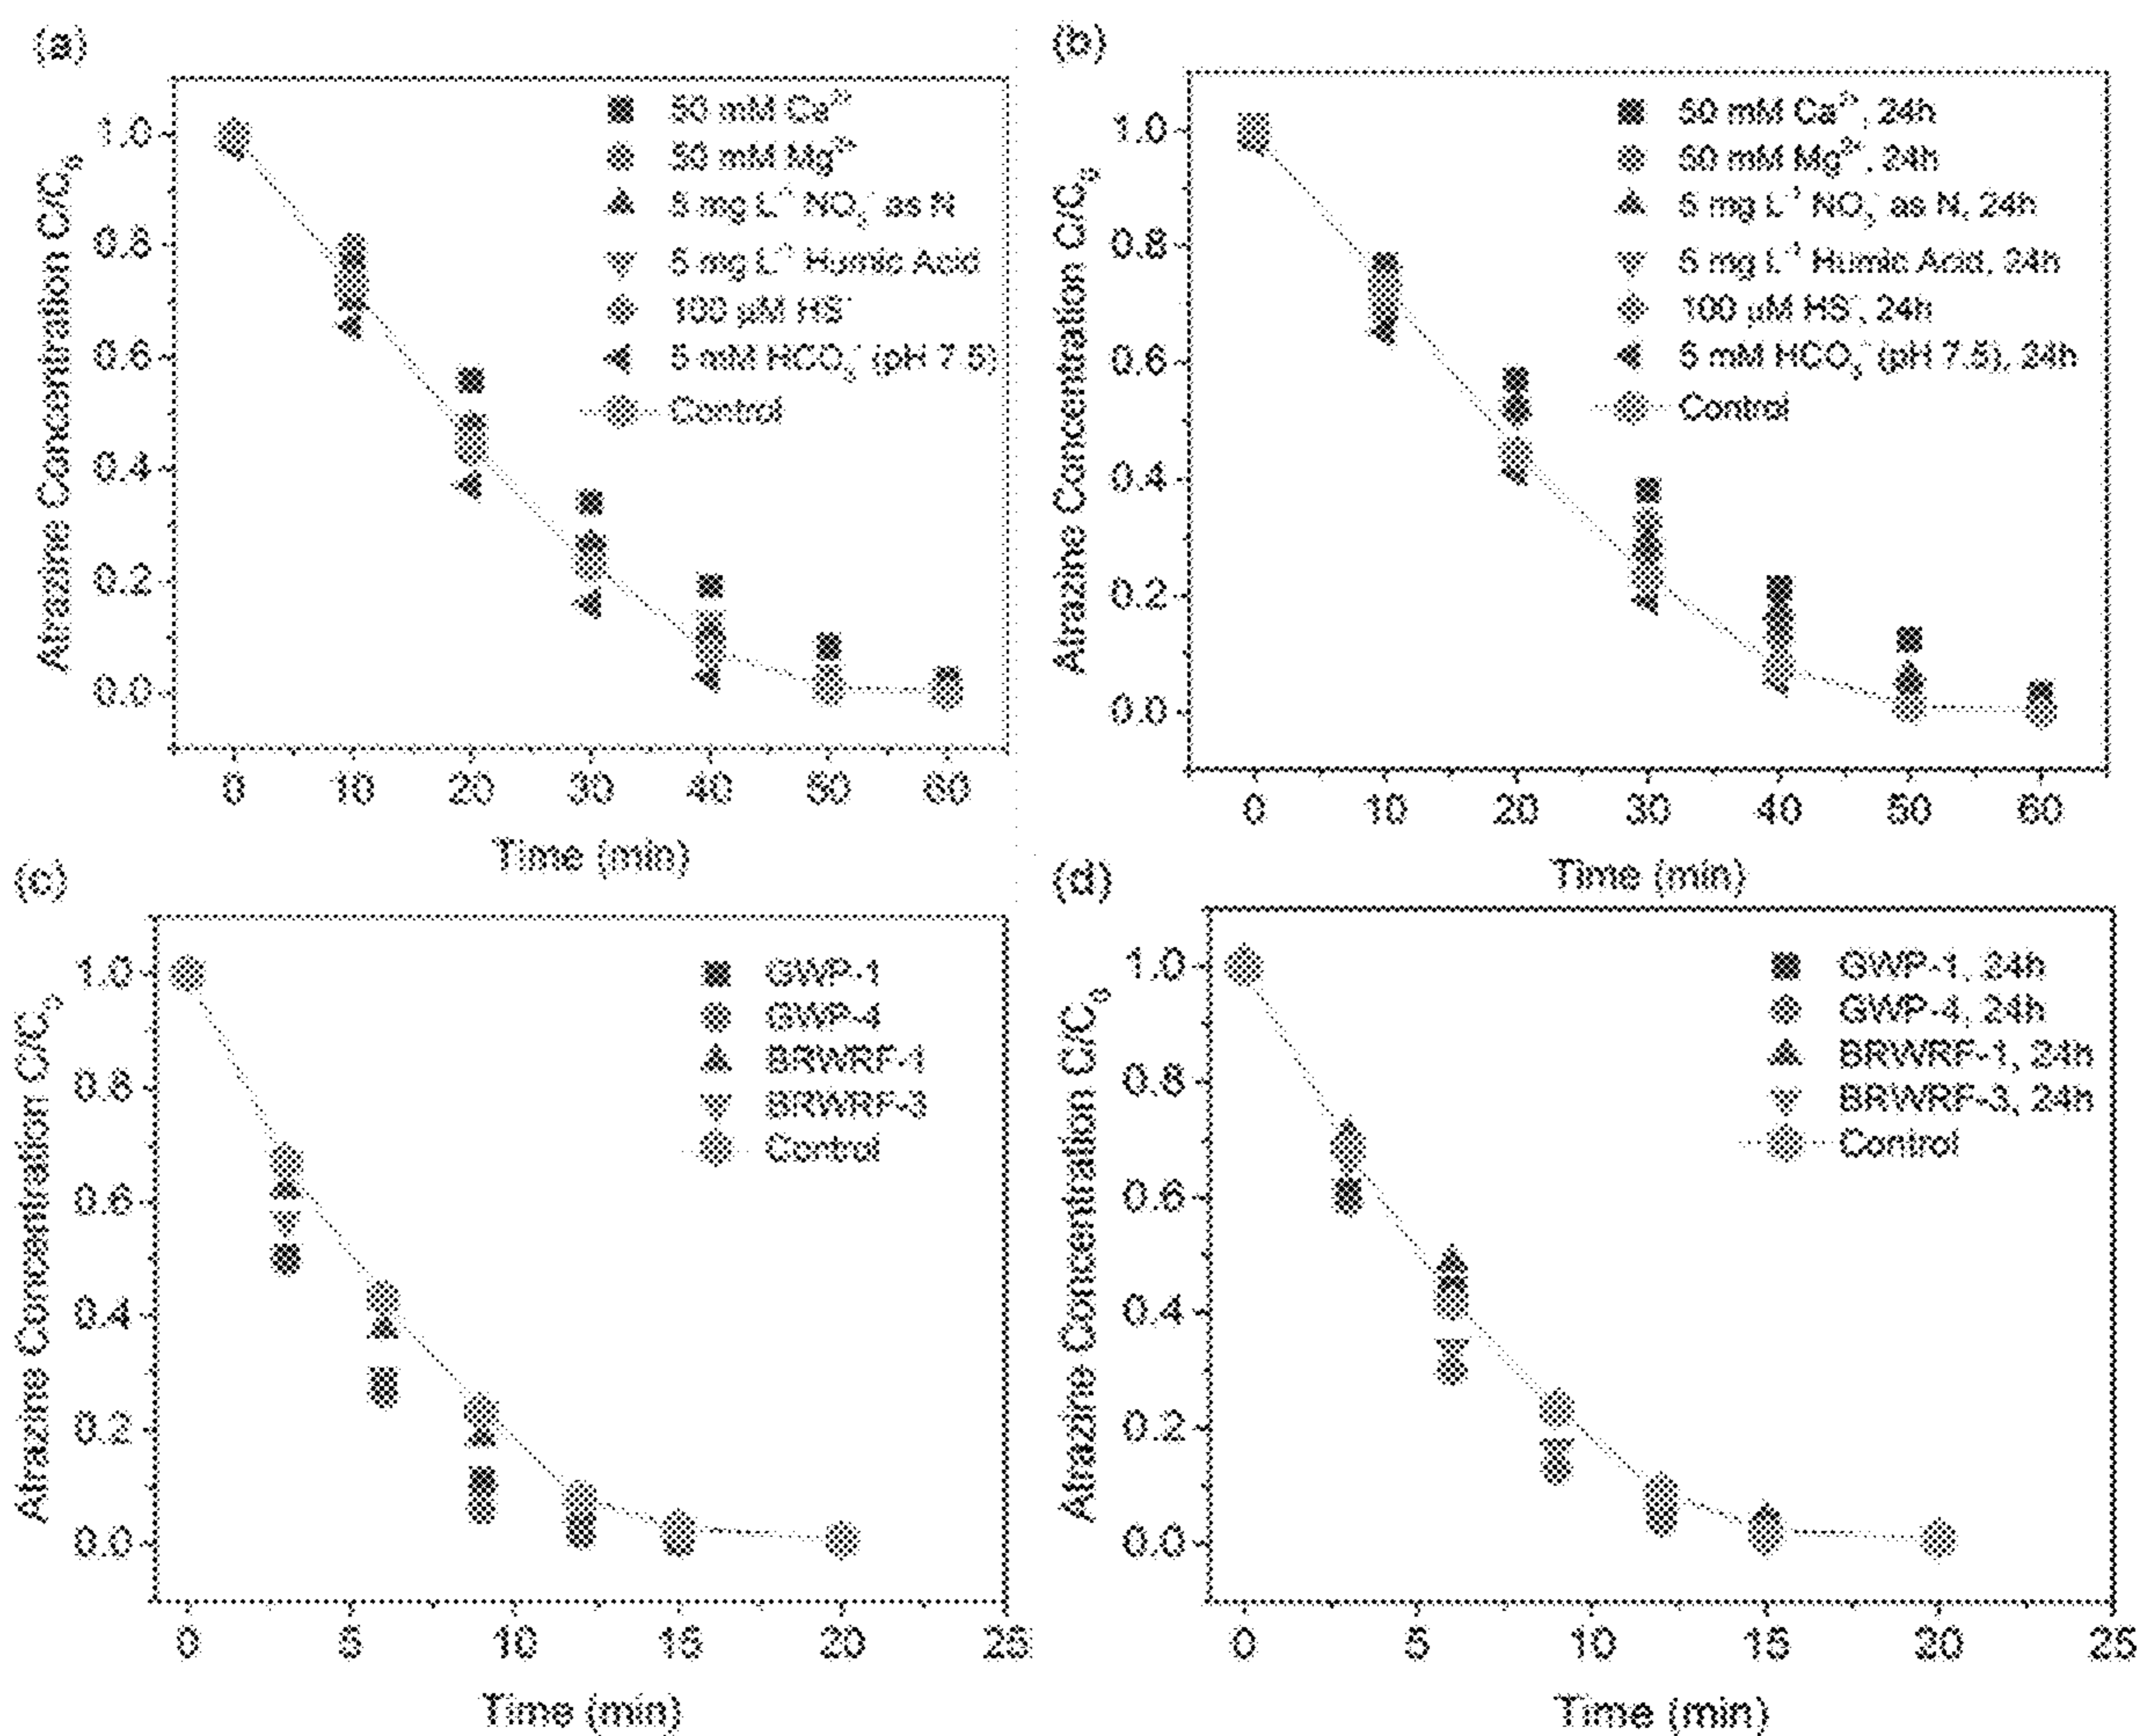 (a)
Atrazine Concentration C/C₀
1.0
0.8
0.6
0.4
0.2
0.0
50 mM Ca²⁺
50 mM Mg²⁺
5 mg L⁻¹ NO₃⁻ as N
5 mg L⁻¹ Humic Acid
100 µM HS⁻
5 mM HCO₃⁻ (pH 7.5)
Control
0 10 20 30 40 50 60
Time (min)
(b)
Atrazine Concentration C/C₀
1.0
0.8
0.6
0.4
0.2
0.0
50 mM Ca²⁺, 24h
50 mM Mg²⁺, 24h
5 mg L⁻¹ NO₃⁻ as N, 24h
5 mg L⁻¹ Humic Acid, 24h
100 µM HS⁻, 24h
5 mM HCO₃⁻ (pH 7.5), 24h
Control
0 10 20 30 40 50 60
Time (min)
(c)
Atrazine Concentration C/C₀
1.0
0.8
0.6
0.4
0.2
0.0
GWP-1
GWP-4
BRWRF-1
BRWRF-3
Control
0 5 10 15 20 25
Time (min)
(d)
Atrazine Concentration C/C₀
1.0
0.8
0.6
0.4
0.2
0.0
GWP-1, 24h
GWP-4, 24h
BRWRF-1, 24h
BRWRF-3, 24h
Control
0 5 10 15 20 25
Time (min)